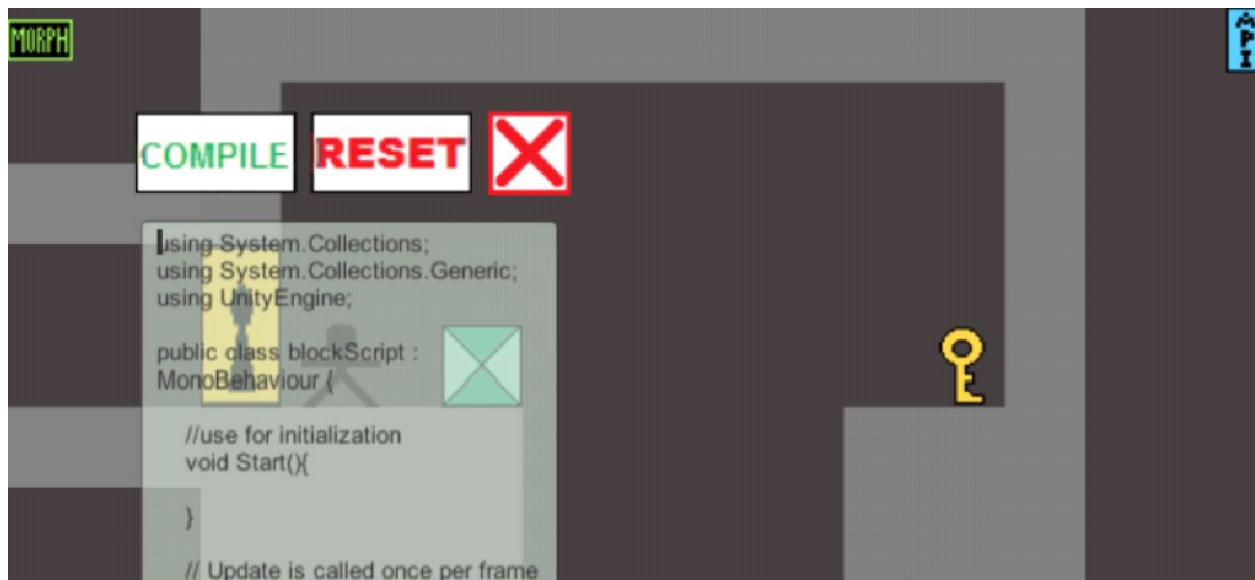 MORPH
API
COMPILE
RESET
using System.Collections;
using System.Collections.Generic;
using UnityEngine;
public class blockScript :
MonoBehaviour {
//use for initialization
void Start(){
}
// Update is called once per frame